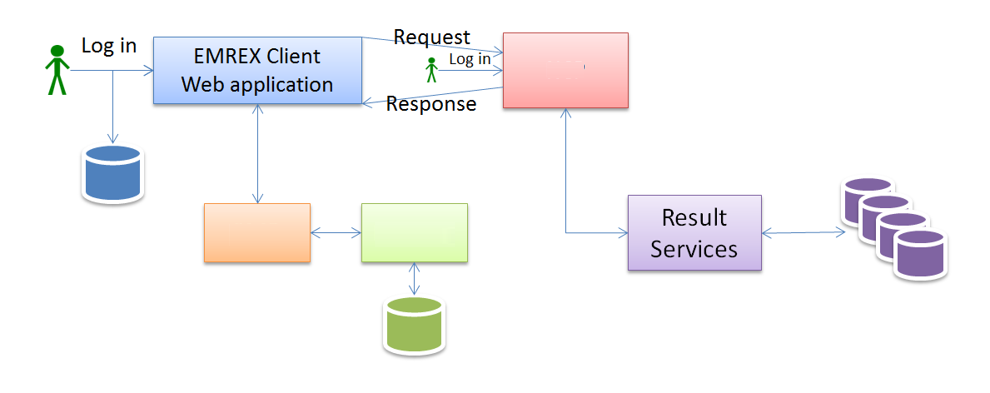 Log in
EMREX Client
Web application
Request
Log in
Response
Result
Services